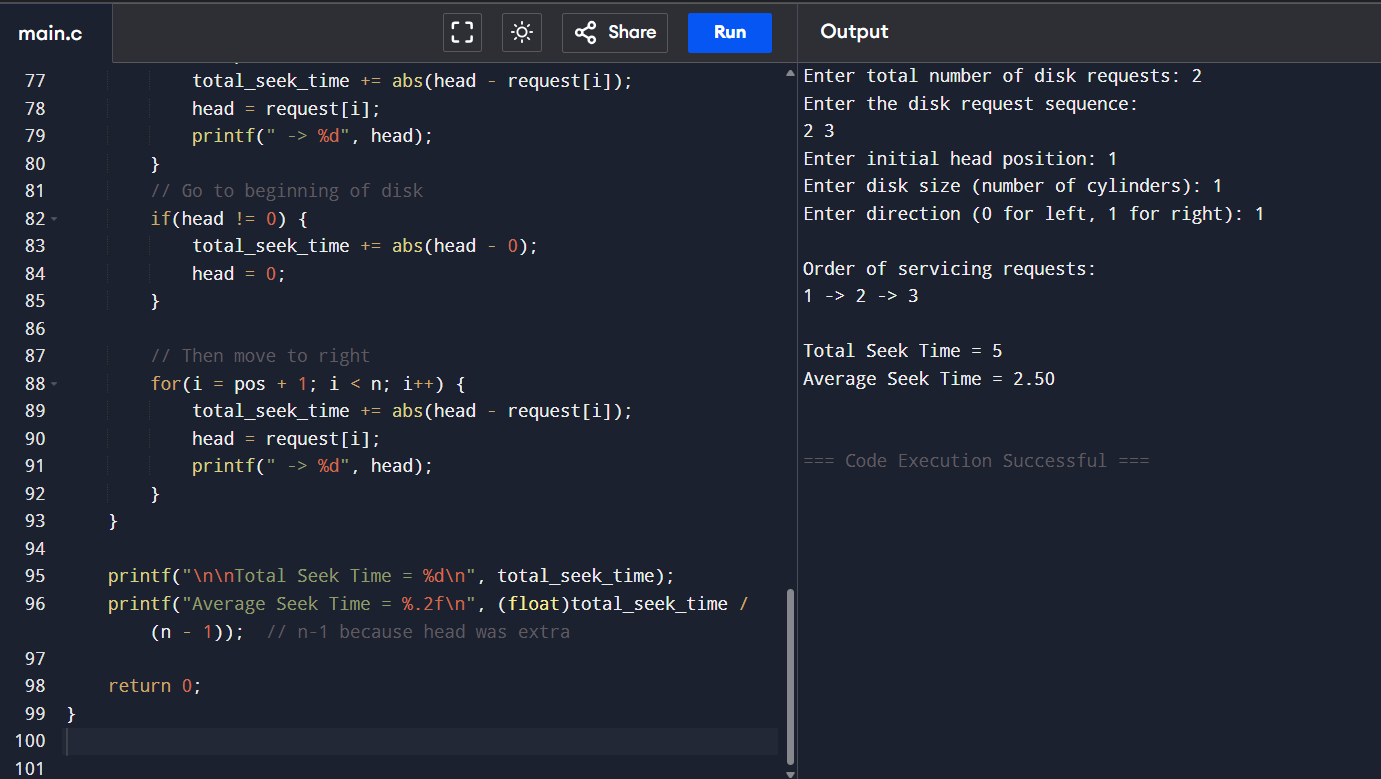 main.c
Share
Run
Output
77 total_seek_time += abs(head - request[i]);
78 head = request[i];
79 printf(" -> %d", head);
80 }
81 // Go to beginning of disk
82 if(head != 0) {
83 total_seek_time += abs(head - 0);
84 head = 0;
85 }
86
87 // Then move to right
88 for(i = pos + 1; i < n; i++) {
89 total_seek_time += abs(head - request[i]);
90 head = request[i];
91 printf(" -> %d", head);
92 }
93 }
94
95 printf("\n\nTotal Seek Time = %d\n", total_seek_time);
96 printf("Average Seek Time = %.2f\n", (float)total_seek_time /
(n - 1)); // n-1 because head was extra
97
98 return 0;
99 }
100
101
Enter total number of disk requests: 2
Enter the disk request sequence:
2 3
Enter initial head position: 1
Enter disk size (number of cylinders): 1
Enter direction (0 for left, 1 for right): 1
Order of servicing requests:
1 -> 2 -> 3
Total Seek Time = 5
Average Seek Time = 2.50
=== Code Execution Successful ===